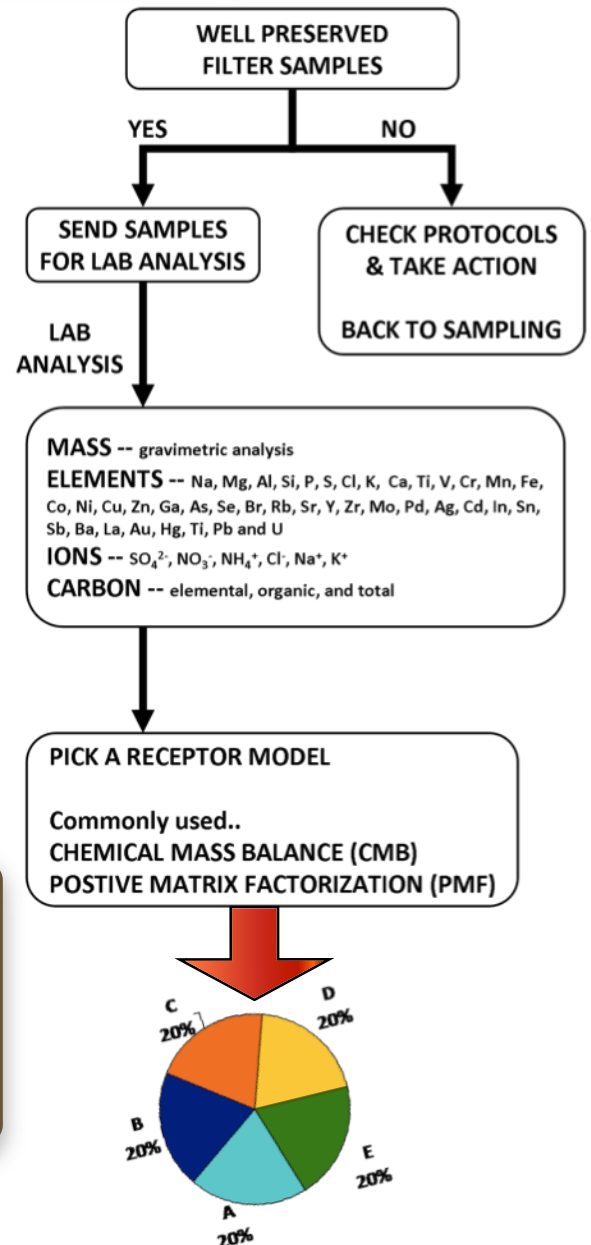 WELL PRESERVED
FILTER SAMPLES
YES
NO
SEND SAMPLES
FOR LAB ANALYSIS
CHECK PROTOCOLS
& TAKE ACTION
BACK TO SAMPLING
LAB
ANALYSIS
MASS -- gravimetric analysis
ELEMENTS -- Na, Mg, Al, Si, P, S, Cl, K, Ca, Ti, V, Cr, Mn, Fe,
Co, Ni, Cu, Zn, Ga, As, Se, Br, Rb, Sr, Y, Zr, Mo, Pd, Ag, Cd, In, Sn,
Sb, Ba, La, Au, Hg, Ti, Pb and U
IONS -- SO₄²⁻, NO₃⁻, NH₄⁺, Cl⁻, Na⁺, K⁺
CARBON -- elemental, organic, and total
PICK A RECEPTOR MODEL
Commonly used..
CHEMICAL MASS BALANCE (CMB)
POSTIVE MATRIX FACTORIZATION (PMF)
C
20%
D
20%
B
20%
E
20%
A
20%